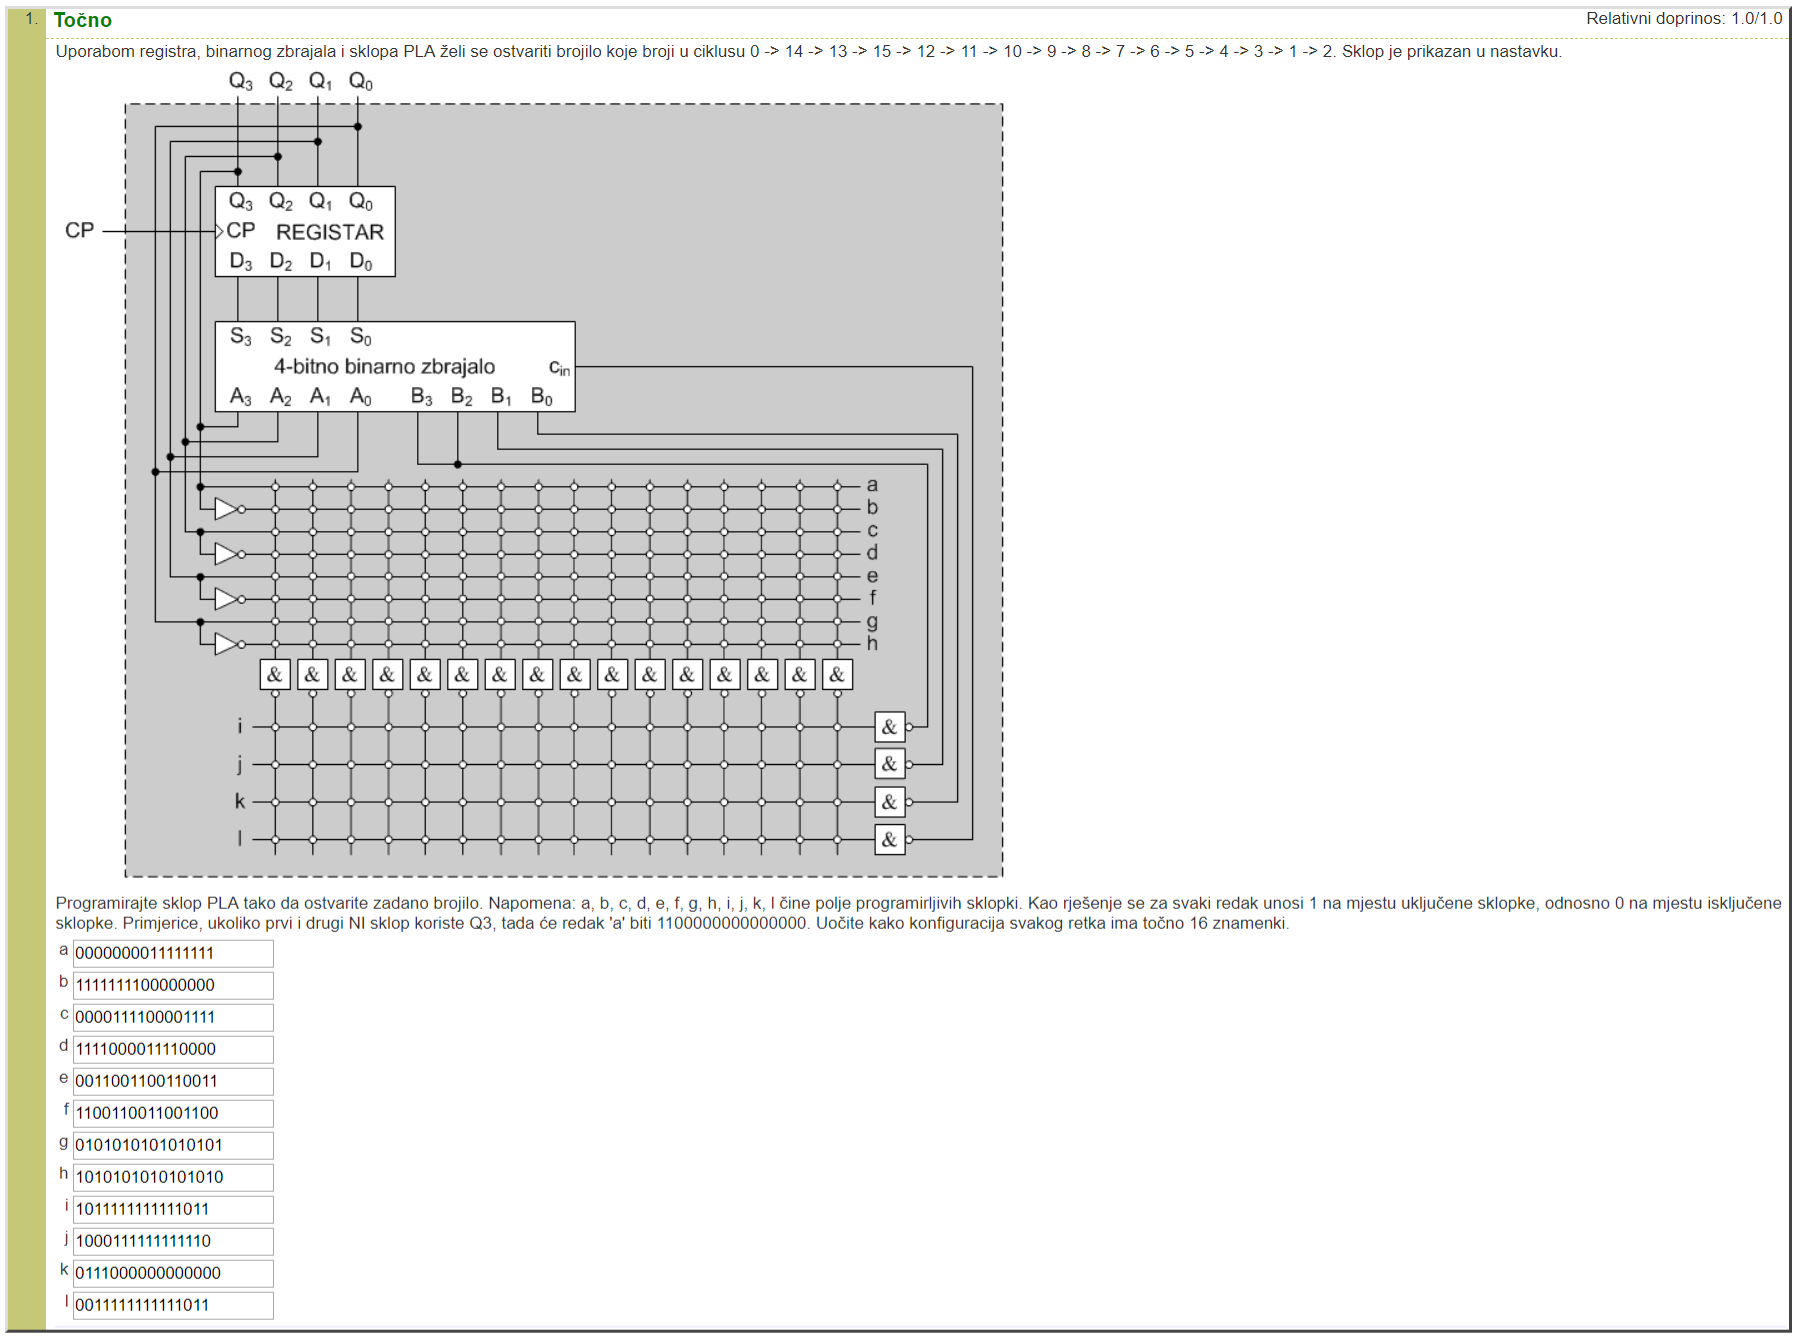 1. Točno Relativni doprinos: 1.0/1.0
Uporabom registra, binarnog zbrajala i sklopa PLA želi se ostvariti brojilo koje broji u ciklusu 0 -> 14 -> 13 -> 15 -> 12 -> 11 -> 10 -> 9 -> 8 -> 7 -> 6 -> 5 -> 4 -> 3 -> 1 -> 2. Sklop je prikazan u nastavku.
Q3 Q2 Q1 Q0
Q3 Q2 Q1 Q0
CP CP REGISTAR
D3 D2 D1 D0
S3 S2 S1 S0
4-bitno binarno zbrajalo cin
A3 A2 A1 A0 B3 B2 B1 B0
a
b
c
d
e
f
g
h
& & & & & & & & & & & & & & & &
i &
j &
k &
l &
Programirajte sklop PLA tako da ostvarite zadano brojilo. Napomena: a, b, c, d, e, f, g, h, i, j, k, l čine polje programirljivih sklopki. Kao rješenje se za svaki redak unosi 1 na mjestu uključene sklopke, odnosno 0 na mjestu isključene
sklopke. Primjerice, ukoliko prvi i drugi NI sklop koriste Q3, tada će redak 'a' biti 1100000000000000. Uočite kako konfiguracija svakog retka ima točno 16 znamenki.
a 0000000011111111
b 1111111100000000
c 0000111100001111
d 1111000011110000
e 0011001100110011
f 1100110011001100
g 0101010101010101
h 1010101010101010
i 1011111111111011
j 1000111111111110
k 0111000000000000
l 0011111111111011